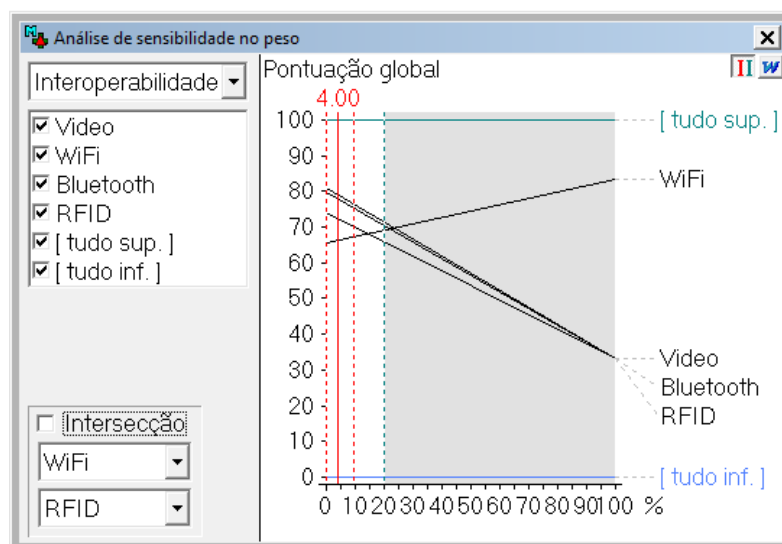 Análise de sensibilidade no peso
Interoperabilidade
Video
WiFi
Bluetooth
RFID
[ tudo sup. ]
[ tudo inf. ]
Intersecção
WiFi
RFID
Pontuação global
4.00
100
90
80
70
60
50
40
30
20
10
0
0 10 20 30 40 50 60 70 80 90 100 %
[ tudo sup. ]
WiFi
Video
Bluetooth
RFID
[ tudo inf. ]